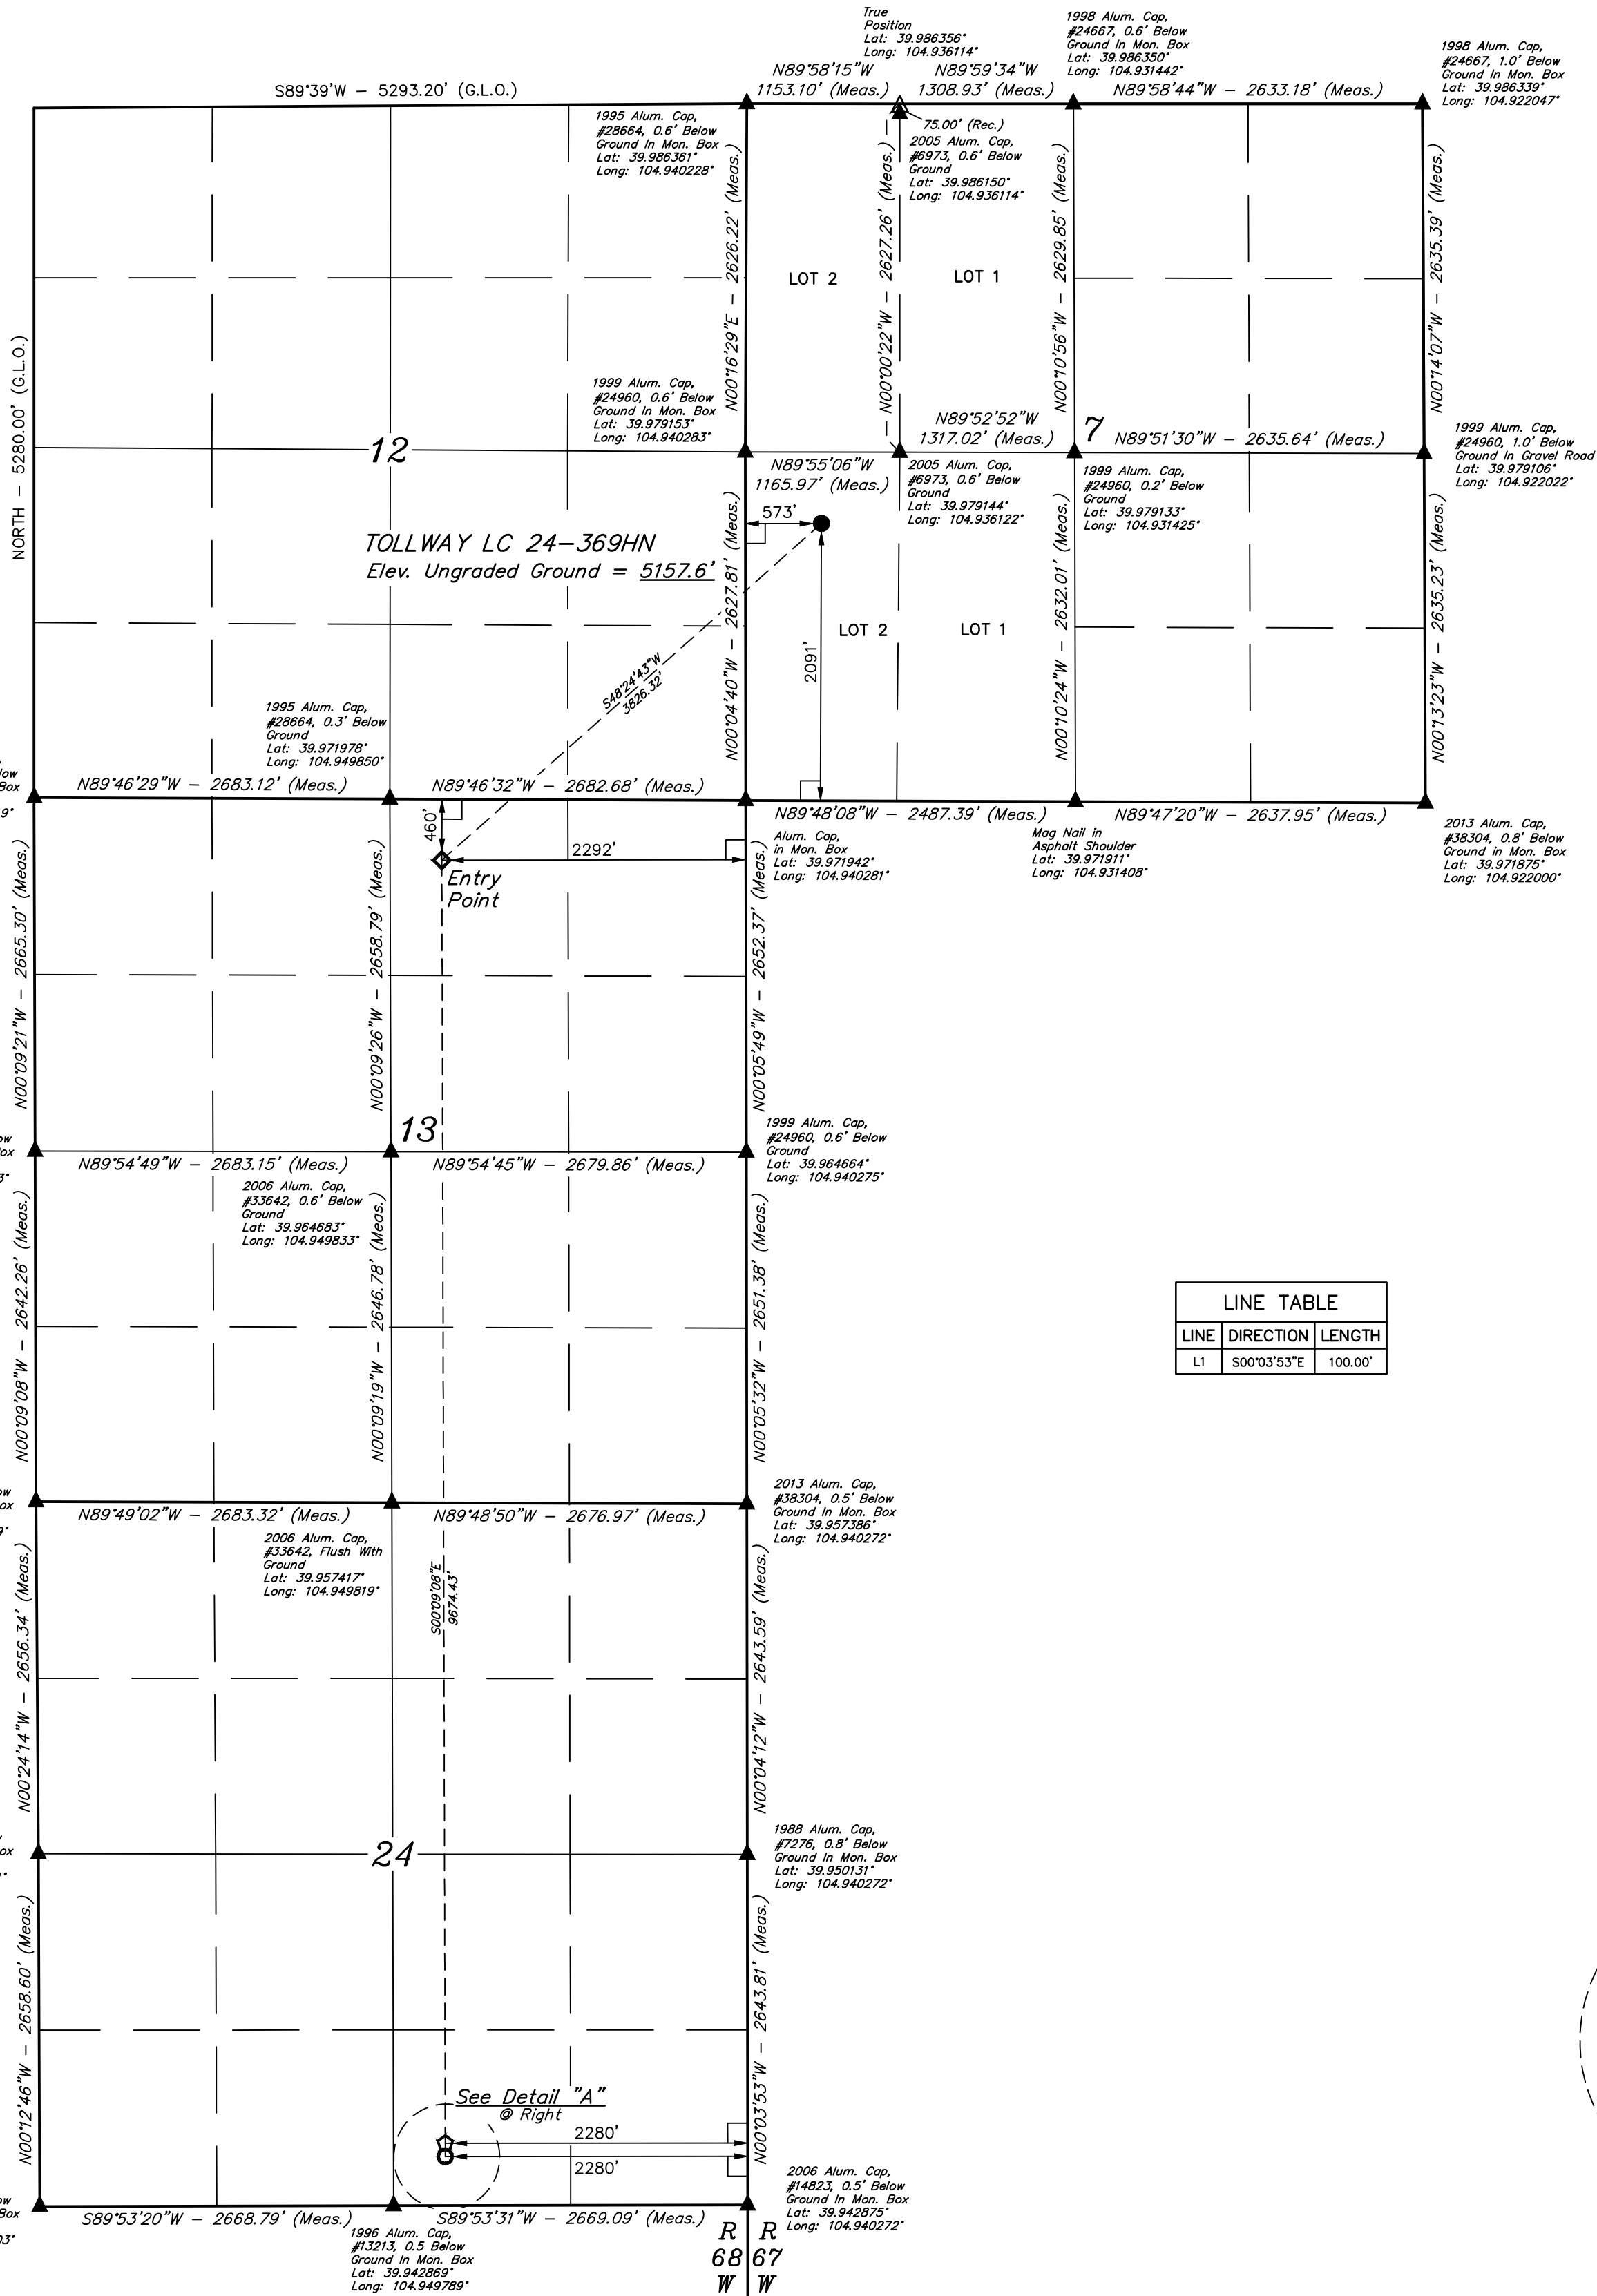 True
Position
Lat: 39.986356°
Long: 104.936114°
1998 Alum. Cap,
#24667, 0.6' Below
Ground In Mon. Box
Lat: 39.986350°
Long: 104.931442°
1998 Alum. Cap,
#24667, 1.0' Below
Ground In Mon. Box
Lat: 39.986339°
Long: 104.922047°
S89°39'W – 5293.20' (G.L.O.)
N89°58'15"W
1153.10' (Meas.)
N89°59'34"W
1308.93' (Meas.)
N89°58'44"W – 2633.18' (Meas.)
1995 Alum. Cap,
#28664, 0.6' Below
Ground In Mon. Box
Lat: 39.986361°
Long: 104.940228°
75.00' (Rec.)
2005 Alum. Cap,
#6973, 0.6' Below
Ground
Lat: 39.986150°
Long: 104.936114°
NORTH – 5280.00' (G.L.O.)
N00°16'29"E – 2626.22' (Meas.)
N00°00'22"W – 2627.26' (Meas.)
N00°10'56"W – 2629.85' (Meas.)
N00°14'07"W – 2635.39' (Meas.)
LOT 2
LOT 1
1999 Alum. Cap,
#24960, 0.6' Below
Ground In Mon. Box
Lat: 39.979153°
Long: 104.940283°
12
7
N89°52'52"W
1317.02' (Meas.)
N89°51'30"W – 2635.64' (Meas.)
1999 Alum. Cap,
#24960, 1.0' Below
Ground In Gravel Road
Lat: 39.979106°
Long: 104.922022°
N89°55'06"W
1165.97' (Meas.)
2005 Alum. Cap,
#6973, 0.6' Below
Ground
Lat: 39.979144°
Long: 104.936122°
1999 Alum. Cap,
#24960, 0.2' Below
Ground
Lat: 39.979133°
Long: 104.931425°
573'
TOLLWAY LC 24–369HN
Elev. Ungraded Ground = 5157.6'
N00°04'40"W – 2627.81' (Meas.)
2091'
LOT 2
LOT 1
N00°10'24"W – 2632.01' (Meas.)
N00°13'23"W – 2635.23' (Meas.)
S48°24'43"W
3826.32'
1995 Alum. Cap,
#28664, 0.3' Below
Ground
Lat: 39.971978°
Long: 104.949850°
N89°46'29"W – 2683.12' (Meas.)
N89°46'32"W – 2682.68' (Meas.)
N89°48'08"W – 2487.39' (Meas.)
N89°47'20"W – 2637.95' (Meas.)
460'
2292'
Entry
Point
Alum. Cap,
in Mon. Box
Lat: 39.971942°
Long: 104.940281°
Mag Nail in
Asphalt Shoulder
Lat: 39.971911°
Long: 104.931408°
2013 Alum. Cap,
#38304, 0.8' Below
Ground in Mon. Box
Lat: 39.971875°
Long: 104.922000°
N00°09'21"W – 2665.30' (Meas.)
N00°09'26"W – 2658.79' (Meas.)
N00°05'49"W – 2652.37' (Meas.)
13
1999 Alum. Cap,
#24960, 0.6' Below
Ground
Lat: 39.964664°
Long: 104.940275°
N89°54'49"W – 2683.15' (Meas.)
N89°54'45"W – 2679.86' (Meas.)
2006 Alum. Cap,
#33642, 0.6' Below
Ground
Lat: 39.964683°
Long: 104.949833°
N00°09'08"W – 2642.26' (Meas.)
N00°09'19"W – 2646.78' (Meas.)
N00°05'32"W – 2651.38' (Meas.)
LINE TABLE
LINE DIRECTION LENGTH
L1 S00°03'53"E 100.00'
N89°49'02"W – 2683.32' (Meas.)
N89°48'50"W – 2676.97' (Meas.)
2013 Alum. Cap,
#38304, 0.5' Below
Ground In Mon. Box
Lat: 39.957386°
Long: 104.940272°
2006 Alum. Cap,
#33642, Flush With
Ground
Lat: 39.957417°
Long: 104.949819°
S00°09'08"E
9674.43'
N00°24'14"W – 2656.34' (Meas.)
N00°04'12"W – 2643.59' (Meas.)
24
1988 Alum. Cap,
#7276, 0.8' Below
Ground In Mon. Box
Lat: 39.950131°
Long: 104.940272°
N00°12'46"W – 2658.60' (Meas.)
N00°03'53"W – 2643.81' (Meas.)
See Detail "A"
@ Right
2280'
2280'
S89°53'20"W – 2668.79' (Meas.)
S89°53'31"W – 2669.09' (Meas.)
2006 Alum. Cap,
#14823, 0.5' Below
Ground In Mon. Box
Lat: 39.942875°
Long: 104.940272°
1996 Alum. Cap,
#13213, 0.5 Below
Ground In Mon. Box
Lat: 39.942869°
Long: 104.949789°
R R
68 67
W W